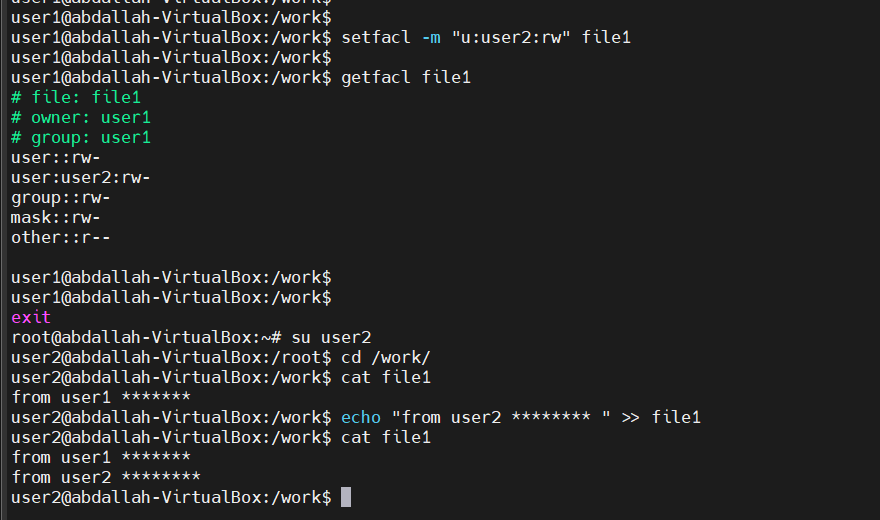 user1@abdallah-VirtualBox:/work$
user1@abdallah-VirtualBox:/work$
user1@abdallah-VirtualBox:/work$ setfacl -m "u:user2:rw" file1
user1@abdallah-VirtualBox:/work$
user1@abdallah-VirtualBox:/work$ getfacl file1
# file: file1
# owner: user1
# group: user1
user::rw-
user:user2:rw-
group::rw-
mask::rw-
other::r--

user1@abdallah-VirtualBox:/work$
user1@abdallah-VirtualBox:/work$
exit
root@abdallah-VirtualBox:~# su user2
user2@abdallah-VirtualBox:/root$ cd /work/
user2@abdallah-VirtualBox:/work$ cat file1
from user1 *******
user2@abdallah-VirtualBox:/work$ echo "from user2 ******** " >> file1
user2@abdallah-VirtualBox:/work$ cat file1
from user1 *******
from user2 ********
user2@abdallah-VirtualBox:/work$